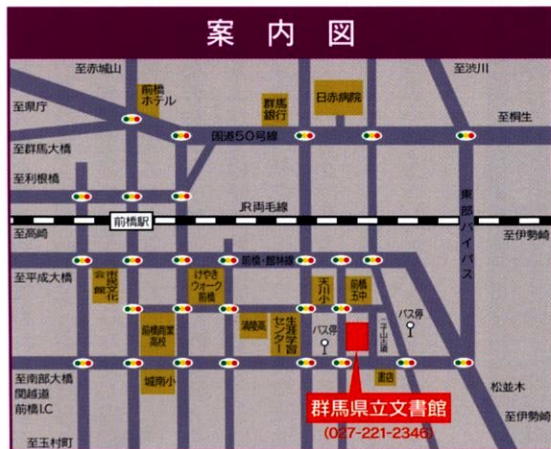 案内図
至赤城山
至渋川
前橋
ホテル
日赤病院
群馬
銀行
至県庁
至桐生
国道50号線
至群馬大橋
至利根橋
東部バイパス
JR両毛線
前橋駅
至高崎
至伊勢崎
前橋・館林線
至平成大橋
市民文化
会館
けやき
ウォーク
前橋
天川小
前橋
五中
二子山古墳
バス停
前橋商業
高校
清陵高
生涯学習
センター
バス停
至南部大橋
関越道
前橋I.C
城南小
書店
松並木
群馬県立文書館
(027-221-2346)
至伊勢崎
至玉村町